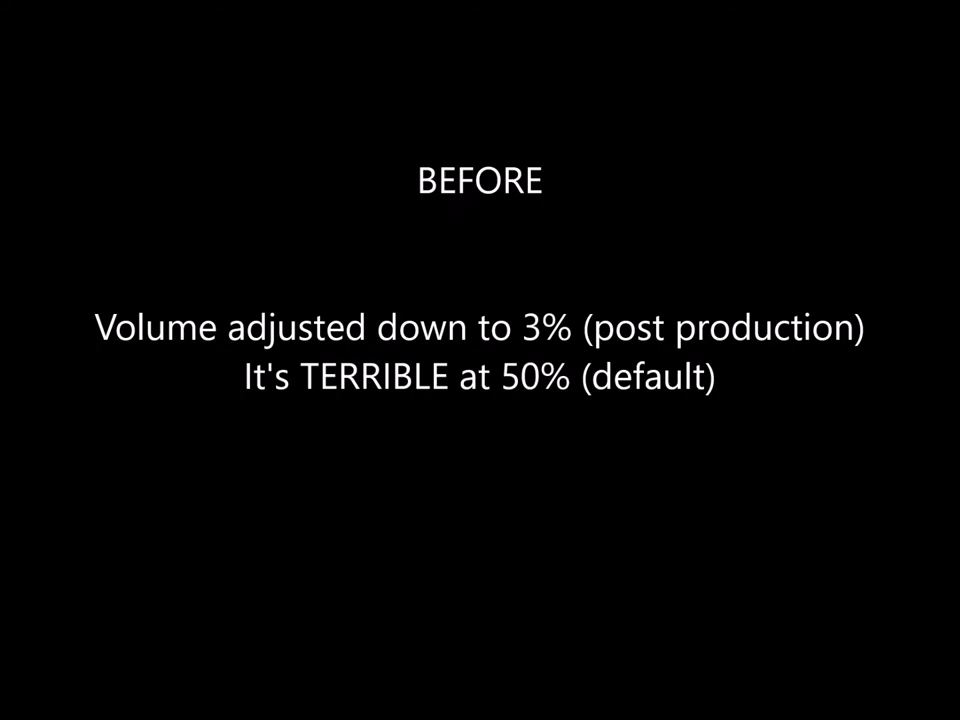 BEFORE
Volume adjusted down to 3% (post production)
It's TERRIBLE at 50% (default)